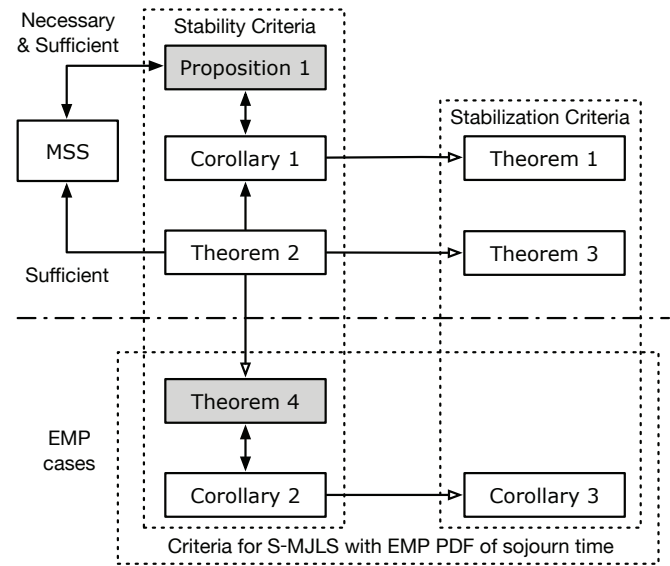 Necessary
& Sufficient
Stability Criteria
Proposition 1
MSS
Corollary 1
Stabilization Criteria
Theorem 1
Theorem 2
Theorem 3
Sufficient
Theorem 4
EMP
cases
Corollary 2
Corollary 3
Criteria for S-MJLS with EMP PDF of sojourn time